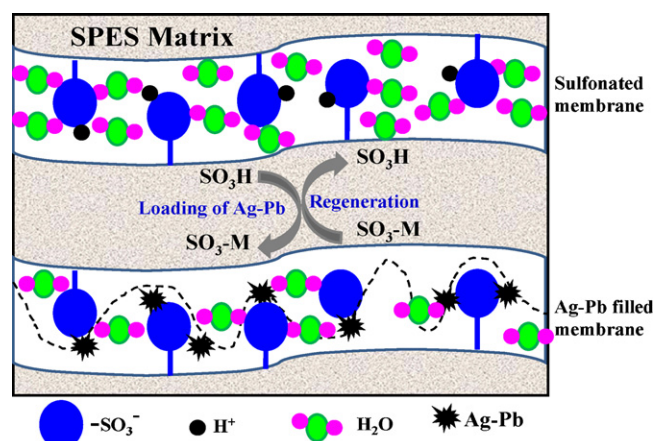 SPES Matrix
Sulfonated
membrane
SO₃H
SO₃H
Loading of Ag-Pb
Regeneration
SO₃-M
SO₃-M
Ag-Pb filled
membrane
-SO₃⁻
H⁺
H₂O
Ag-Pb